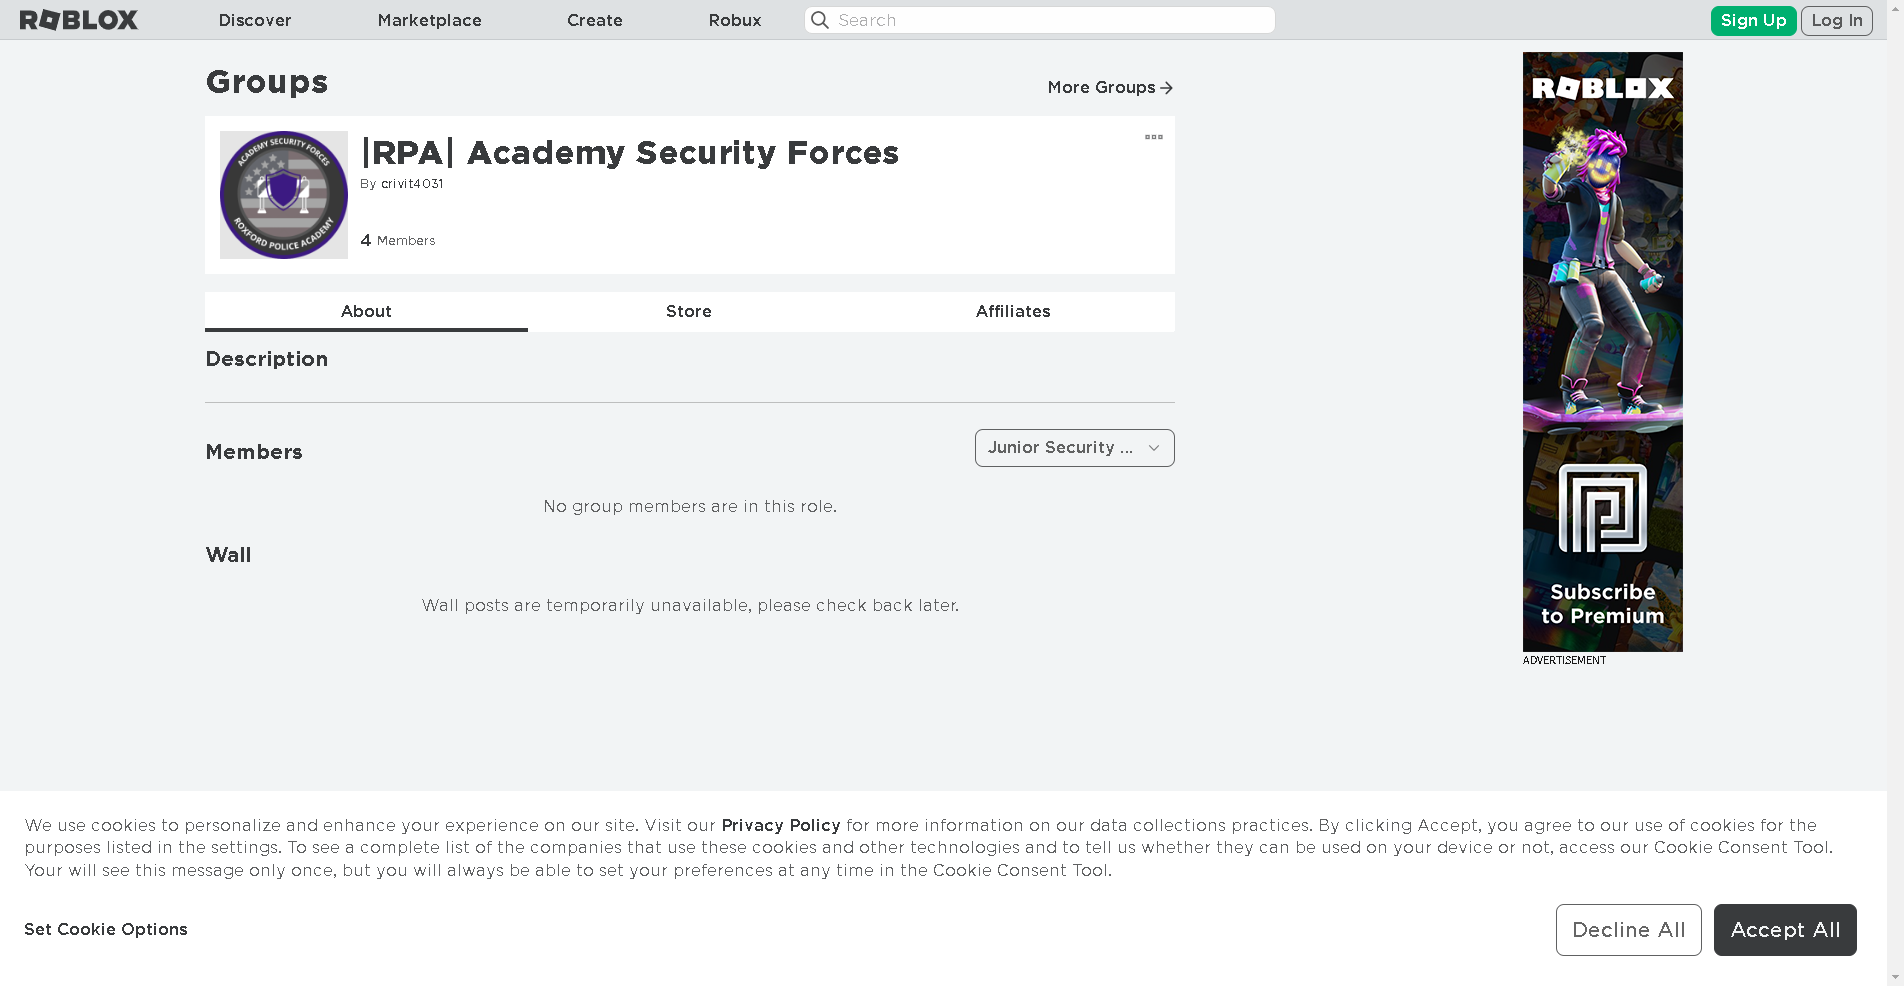 ROBLOX
Discover
Marketplace
Create
Robux
Search
Sign Up
Log In
Groups
More Groups
ACADEMY SECURITY FORCES
ROXFORD POLICE ACADEMY
|RPA| Academy Security Forces
By crivit4031
4 Members
About
Store
Affiliates
Description
Members
Junior Security ...
No group members are in this role.
Wall
Wall posts are temporarily unavailable, please check back later.
ROBLOX
Subscribe
to Premium
ADVERTISEMENT
We use cookies to personalize and enhance your experience on our site. Visit our Privacy Policy for more information on our data collections practices. By clicking Accept, you agree to our use of cookies for the
purposes listed in the settings. To see a complete list of the companies that use these cookies and other technologies and to tell us whether they can be used on your device or not, access our Cookie Consent Tool.
Your will see this message only once, but you will always be able to set your preferences at any time in the Cookie Consent Tool.
Set Cookie Options
Decline All
Accept All